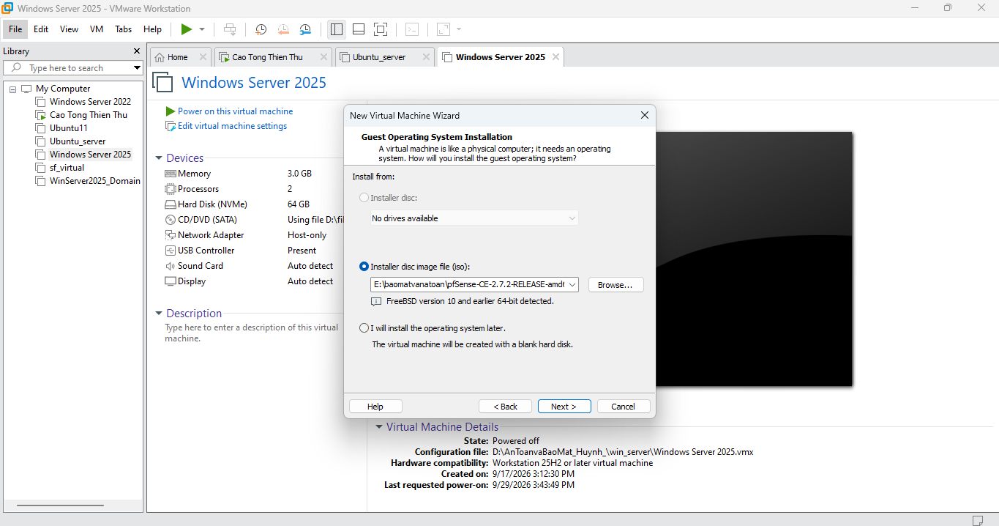 Windows Server 2025 - VMware Workstation
File Edit View VM Tabs Help
Library
Type here to search
My Computer
Windows Server 2022
Cao Tong Thien Thu
Ubuntu11
Ubuntu_server
Windows Server 2025
sf_virtual
WinServer2025_Domain
Home
Cao Tong Thien Thu
Ubuntu_server
Windows Server 2025
Windows Server 2025
Power on this virtual machine
Edit virtual machine settings
Devices
Memory 3.0 GB
Processors 2
Hard Disk (NVMe) 64 GB
CD/DVD (SATA) Using file D:\fil
Network Adapter Host-only
USB Controller Present
Sound Card Auto detect
Display Auto detect
Description
Type here to enter a description of this virtual
machine.
New Virtual Machine Wizard
Guest Operating System Installation
A virtual machine is like a physical computer; it needs an operating
system. How will you install the guest operating system?
Install from:
Installer disc:
No drives available
Installer disc image file (iso):
E:\baomatvanatoan\pfSense-CE-2.7.2-RELEASE-amd6
Browse...
FreeBSD version 10 and earlier 64-bit detected.
I will install the operating system later.
The virtual machine will be created with a blank hard disk.
Help < Back Next > Cancel
Virtual Machine Details
State: Powered off
Configuration file: D:\AnToanvaBaoMat_Huynh_\win_server\Windows Server 2025.vmx
Hardware compatibility: Workstation 25H2 or later virtual machine
Created on: 9/17/2026 3:12:30 PM
Last requested power-on: 9/29/2026 3:43:49 PM